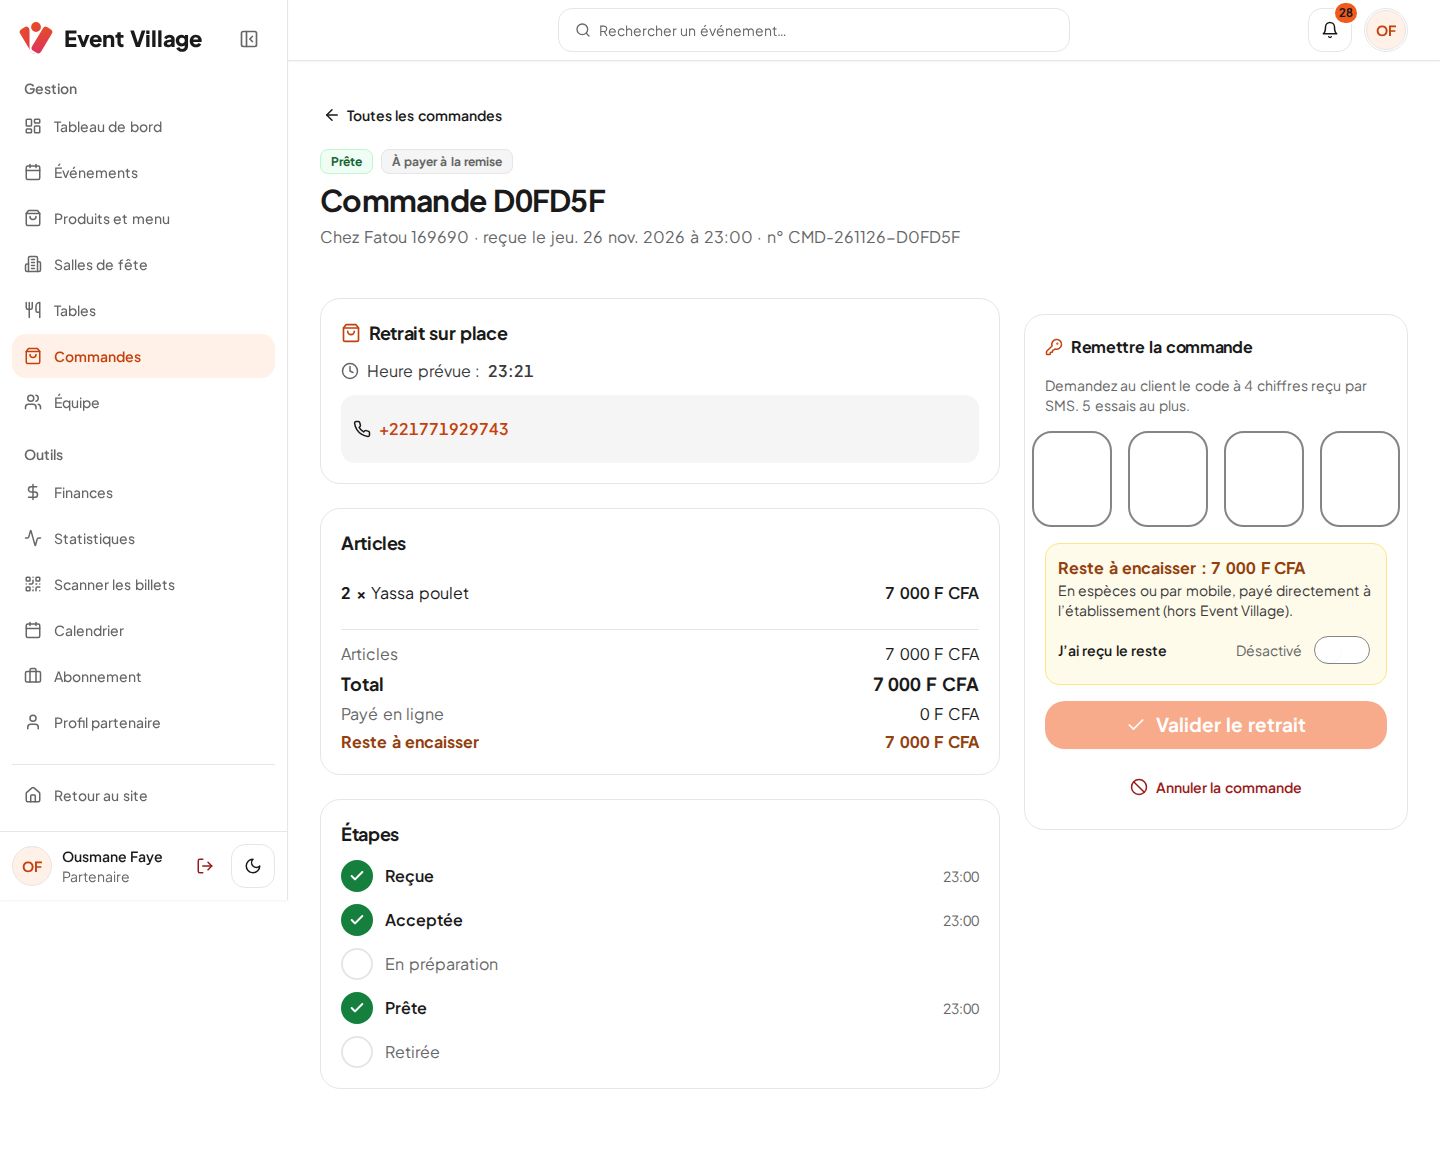 Event Village
Gestion
Tableau de bord
Événements
Produits et menu
Salles de fête
Tables
Commandes
Équipe
Outils
Finances
Statistiques
Scanner les billets
Calendrier
Abonnement
Profil partenaire
Retour au site
OF
Ousmane Faye
Partenaire
Rechercher un événement…
28
OF
Toutes les commandes
Prête
À payer à la remise
Commande D0FD5F
Chez Fatou 169690 · reçue le jeu. 26 nov. 2026 à 23:00 · n° CMD-261126-D0FD5F
Retrait sur place
Heure prévue : 23:21
+221771929743
Articles
2 × Yassa poulet 7 000 F CFA
Articles 7 000 F CFA
Total 7 000 F CFA
Payé en ligne 0 F CFA
Reste à encaisser 7 000 F CFA
Étapes
Reçue 23:00
Acceptée 23:00
En préparation
Prête 23:00
Retirée
Remettre la commande
Demandez au client le code à 4 chiffres reçu par
SMS. 5 essais au plus.
Reste à encaisser : 7 000 F CFA
En espèces ou par mobile, payé directement à
l'établissement (hors Event Village).
J'ai reçu le reste Désactivé
Valider le retrait
Annuler la commande